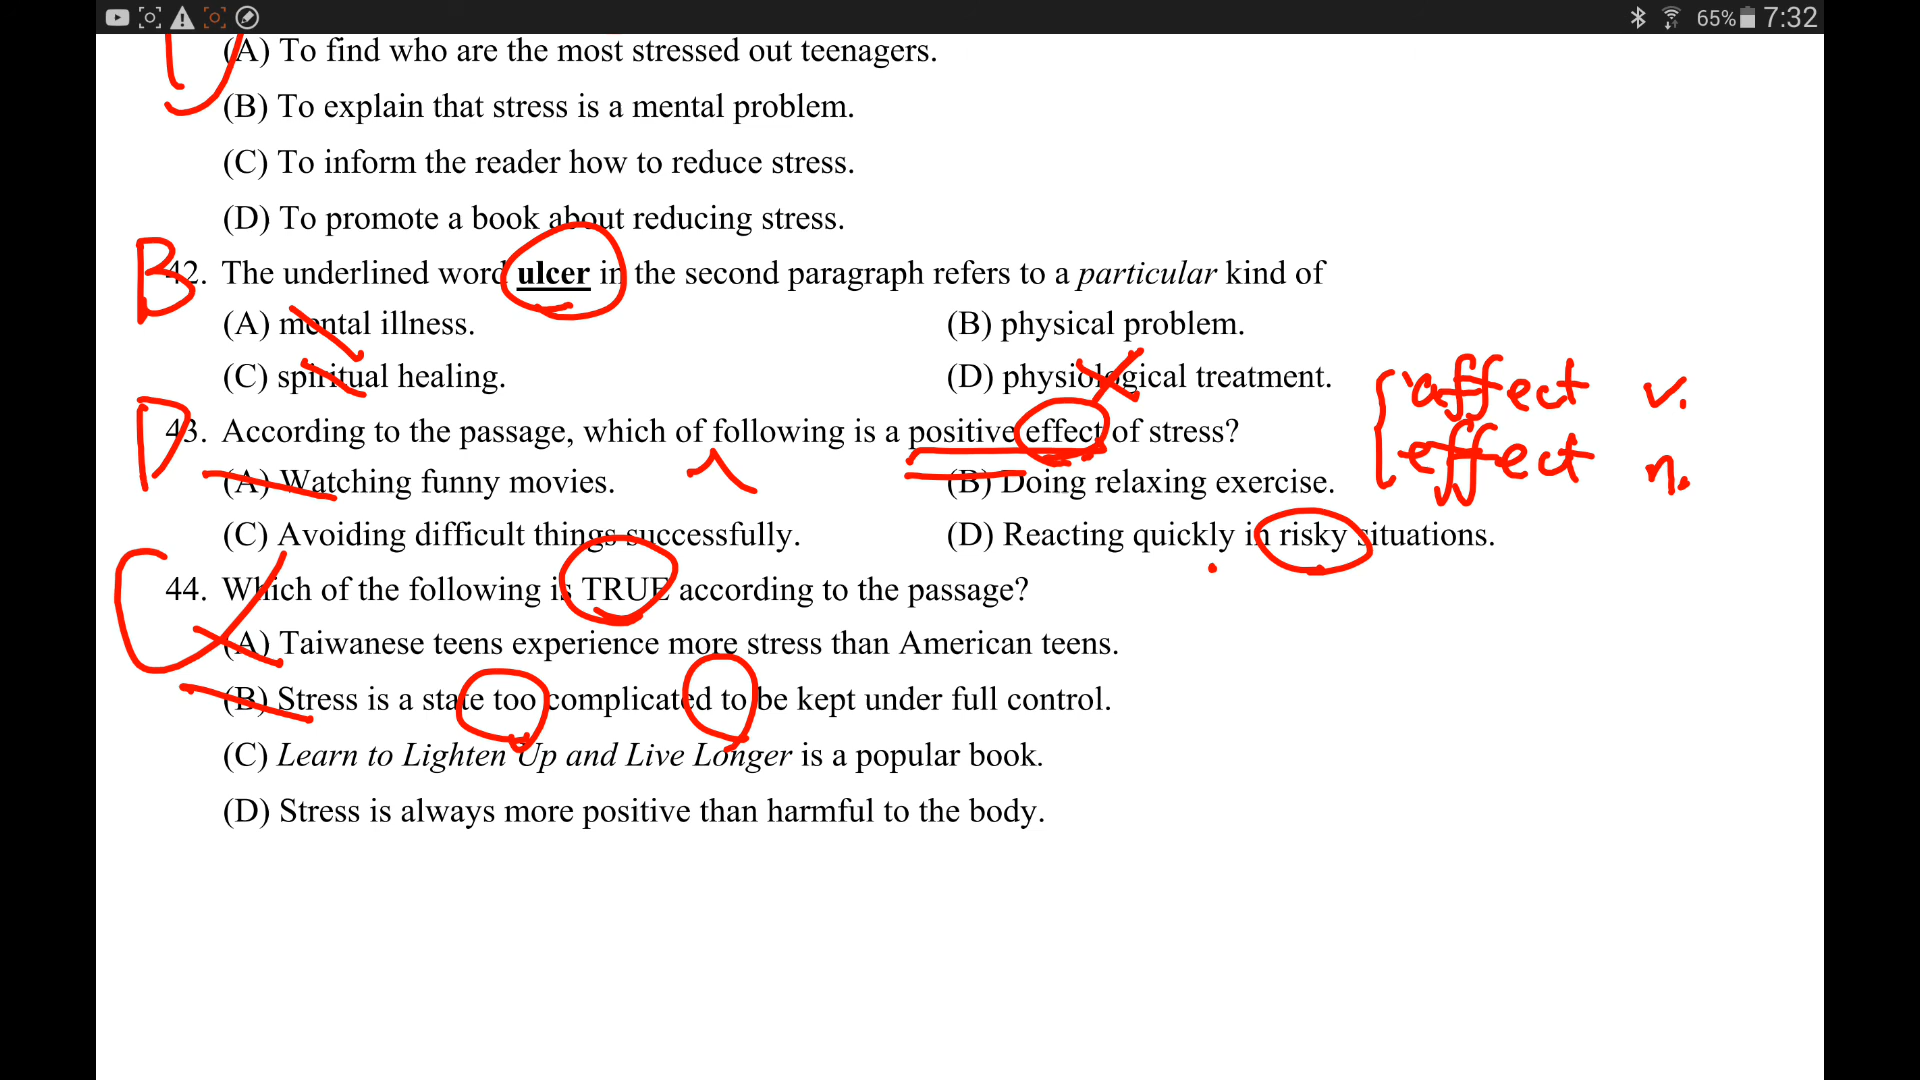 65% 7:32
(A) To find who are the most stressed out teenagers.
(B) To explain that stress is a mental problem.
(C) To inform the reader how to reduce stress.
(D) To promote a book about reducing stress.
B
42. The underlined word ulcer in the second paragraph refers to a particular kind of
(A) mental illness. (B) physical problem.
(C) spiritual healing. (D) physiological treatment.
affect v.
D
43. According to the passage, which of following is a positive effect of stress?
effect n.
(A) Watching funny movies. (B) Doing relaxing exercise.
(C) Avoiding difficult things successfully. (D) Reacting quickly in risky situations.
C
44. Which of the following is TRUE according to the passage?
(A) Taiwanese teens experience more stress than American teens.
(B) Stress is a state too complicated to be kept under full control.
(C) Learn to Lighten Up and Live Longer is a popular book.
(D) Stress is always more positive than harmful to the body.